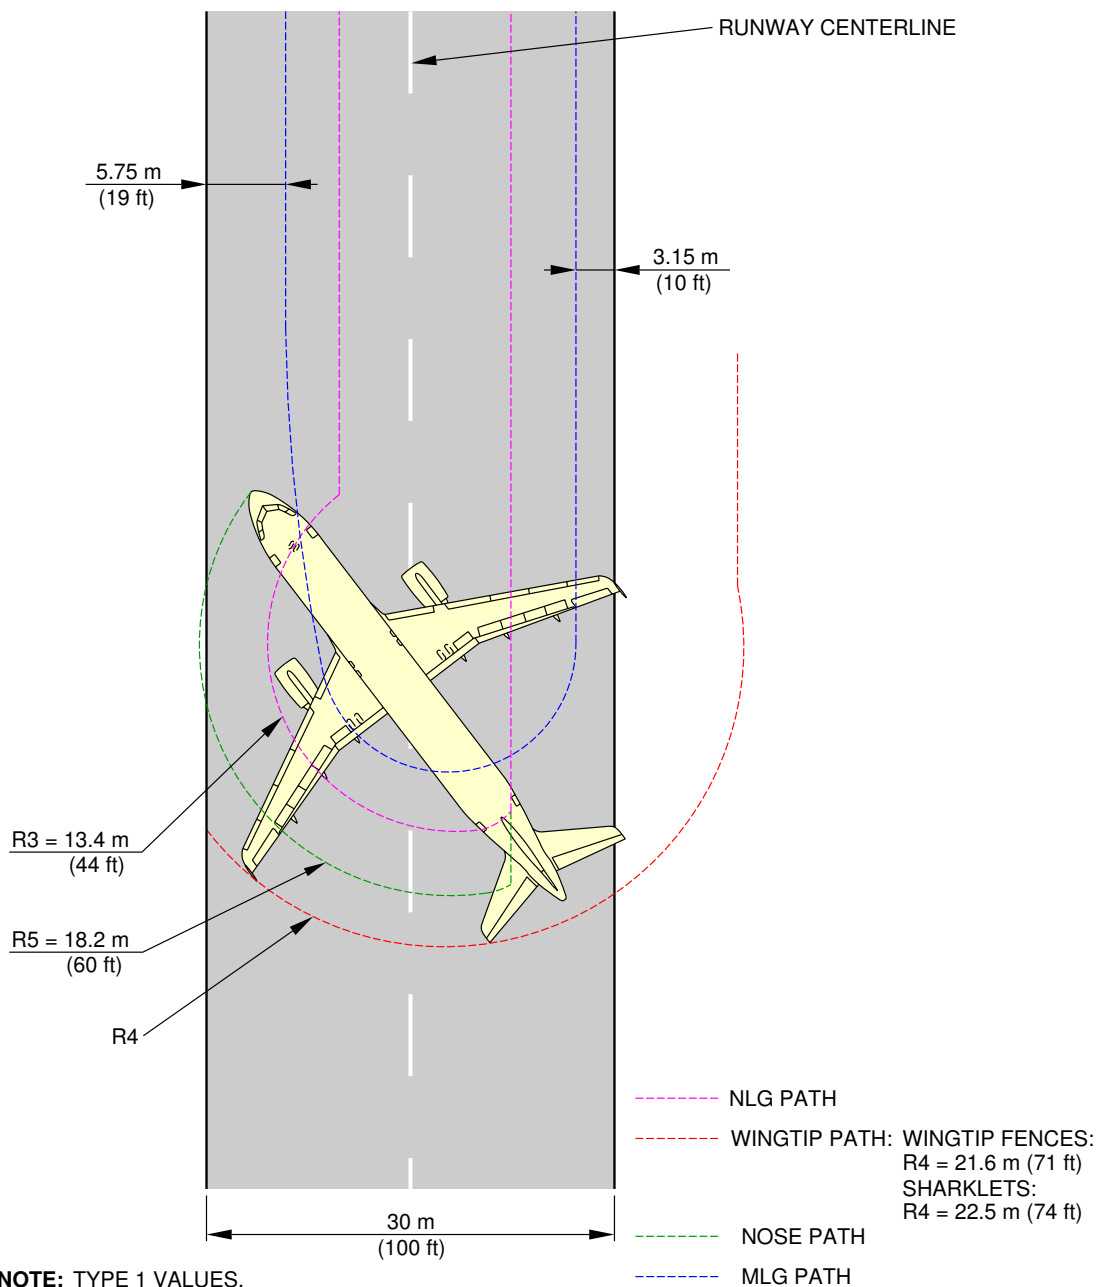 RUNWAY CENTERLINE
5.75 m
(19 ft)
3.15 m
(10 ft)
R3 = 13.4 m
(44 ft)
R5 = 18.2 m
(60 ft)
R4
NLG PATH
WINGTIP PATH: WINGTIP FENCES:
R4 = 21.6 m (71 ft)
SHARKLETS:
R4 = 22.5 m (74 ft)
30 m
(100 ft)
NOSE PATH
MLG PATH
NOTE: TYPE 1 VALUES.